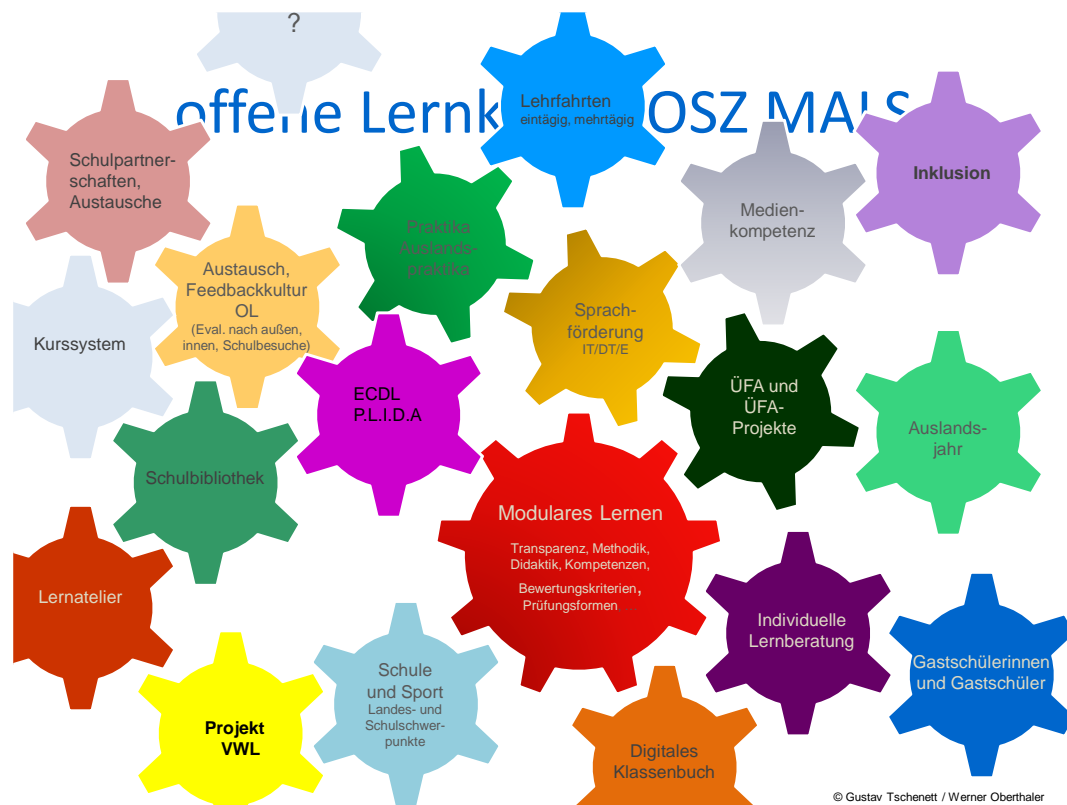 ?
offene Lernk OSZ MALS
Lehrfahrten
eintägig, mehrtägig
Schulpartner-
schaften,
Austausche
Inklusion
Medien-
kompetenz
Praktika
Auslands-
praktika
Austausch,
Feedbackkultur
OL
(Eval. nach außen,
innen, Schulbesuche)
Sprach-
förderung
IT/DT/E
Kurssystem
ECDL
P.L.I.D.A
ÜFA und
ÜFA-
Projekte
Auslands-
jahr
Schulbibliothek
Modulares Lernen
Transparenz, Methodik,
Didaktik, Kompetenzen,
Bewertungskriterien,
Prüfungsformen
Lernatelier
Individuelle
Lernberatung
Gastschülerinnen
und Gastschüler
Schule
und Sport
Landes- und
Schulschwer-
punkte
Projekt
VWL
Digitales
Klassenbuch
© Gustav Tschenett / Werner Oberthaler